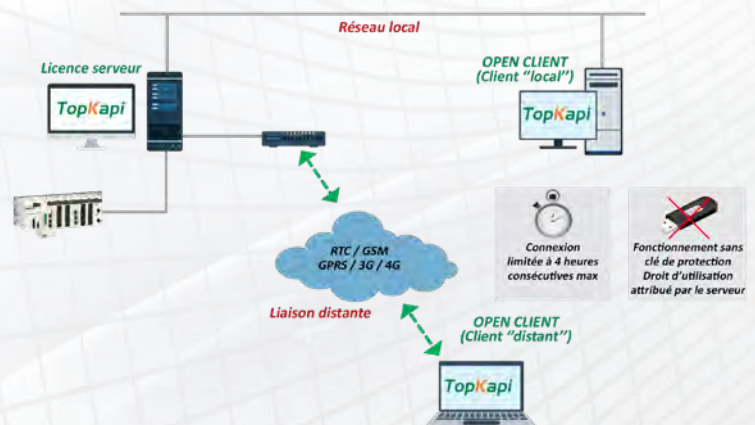 Réseau local
Licence serveur
TopKapi
OPEN CLIENT
(Client "local")
TopKapi
RTC / GSM
GPRS / 3G / 4G
Connexion
limitée à 4 heures
consécutives max
Fonctionnement sans
clé de protection
Droit d'utilisation
attribué par le serveur
Liaison distante
OPEN CLIENT
(Client "distant")
TopKapi